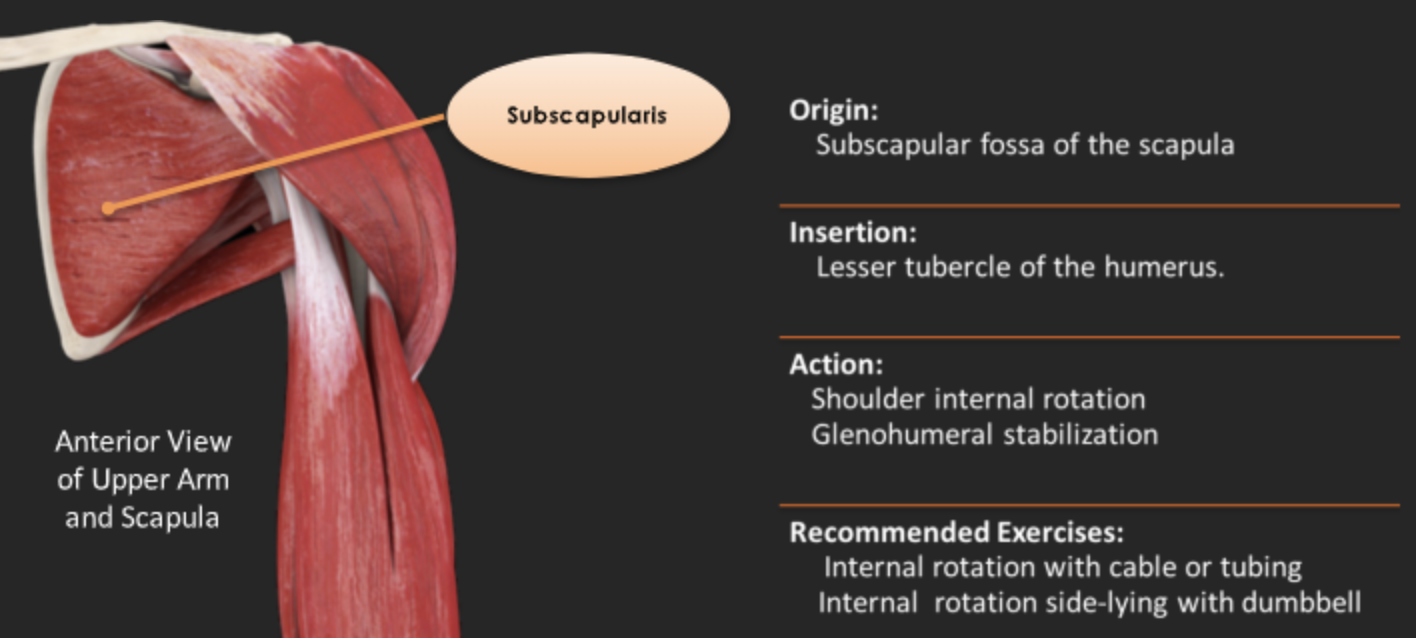 Subscapularis
Origin:
Subscapular fossa of the scapula
Insertion:
Lesser tubercle of the humerus.
Action:
Shoulder internal rotation
Glenohumeral stabilization
Anterior View
of Upper Arm
and Scapula
Recommended Exercises:
Internal rotation with cable or tubing
Internal  rotation side-lying with dumbbell